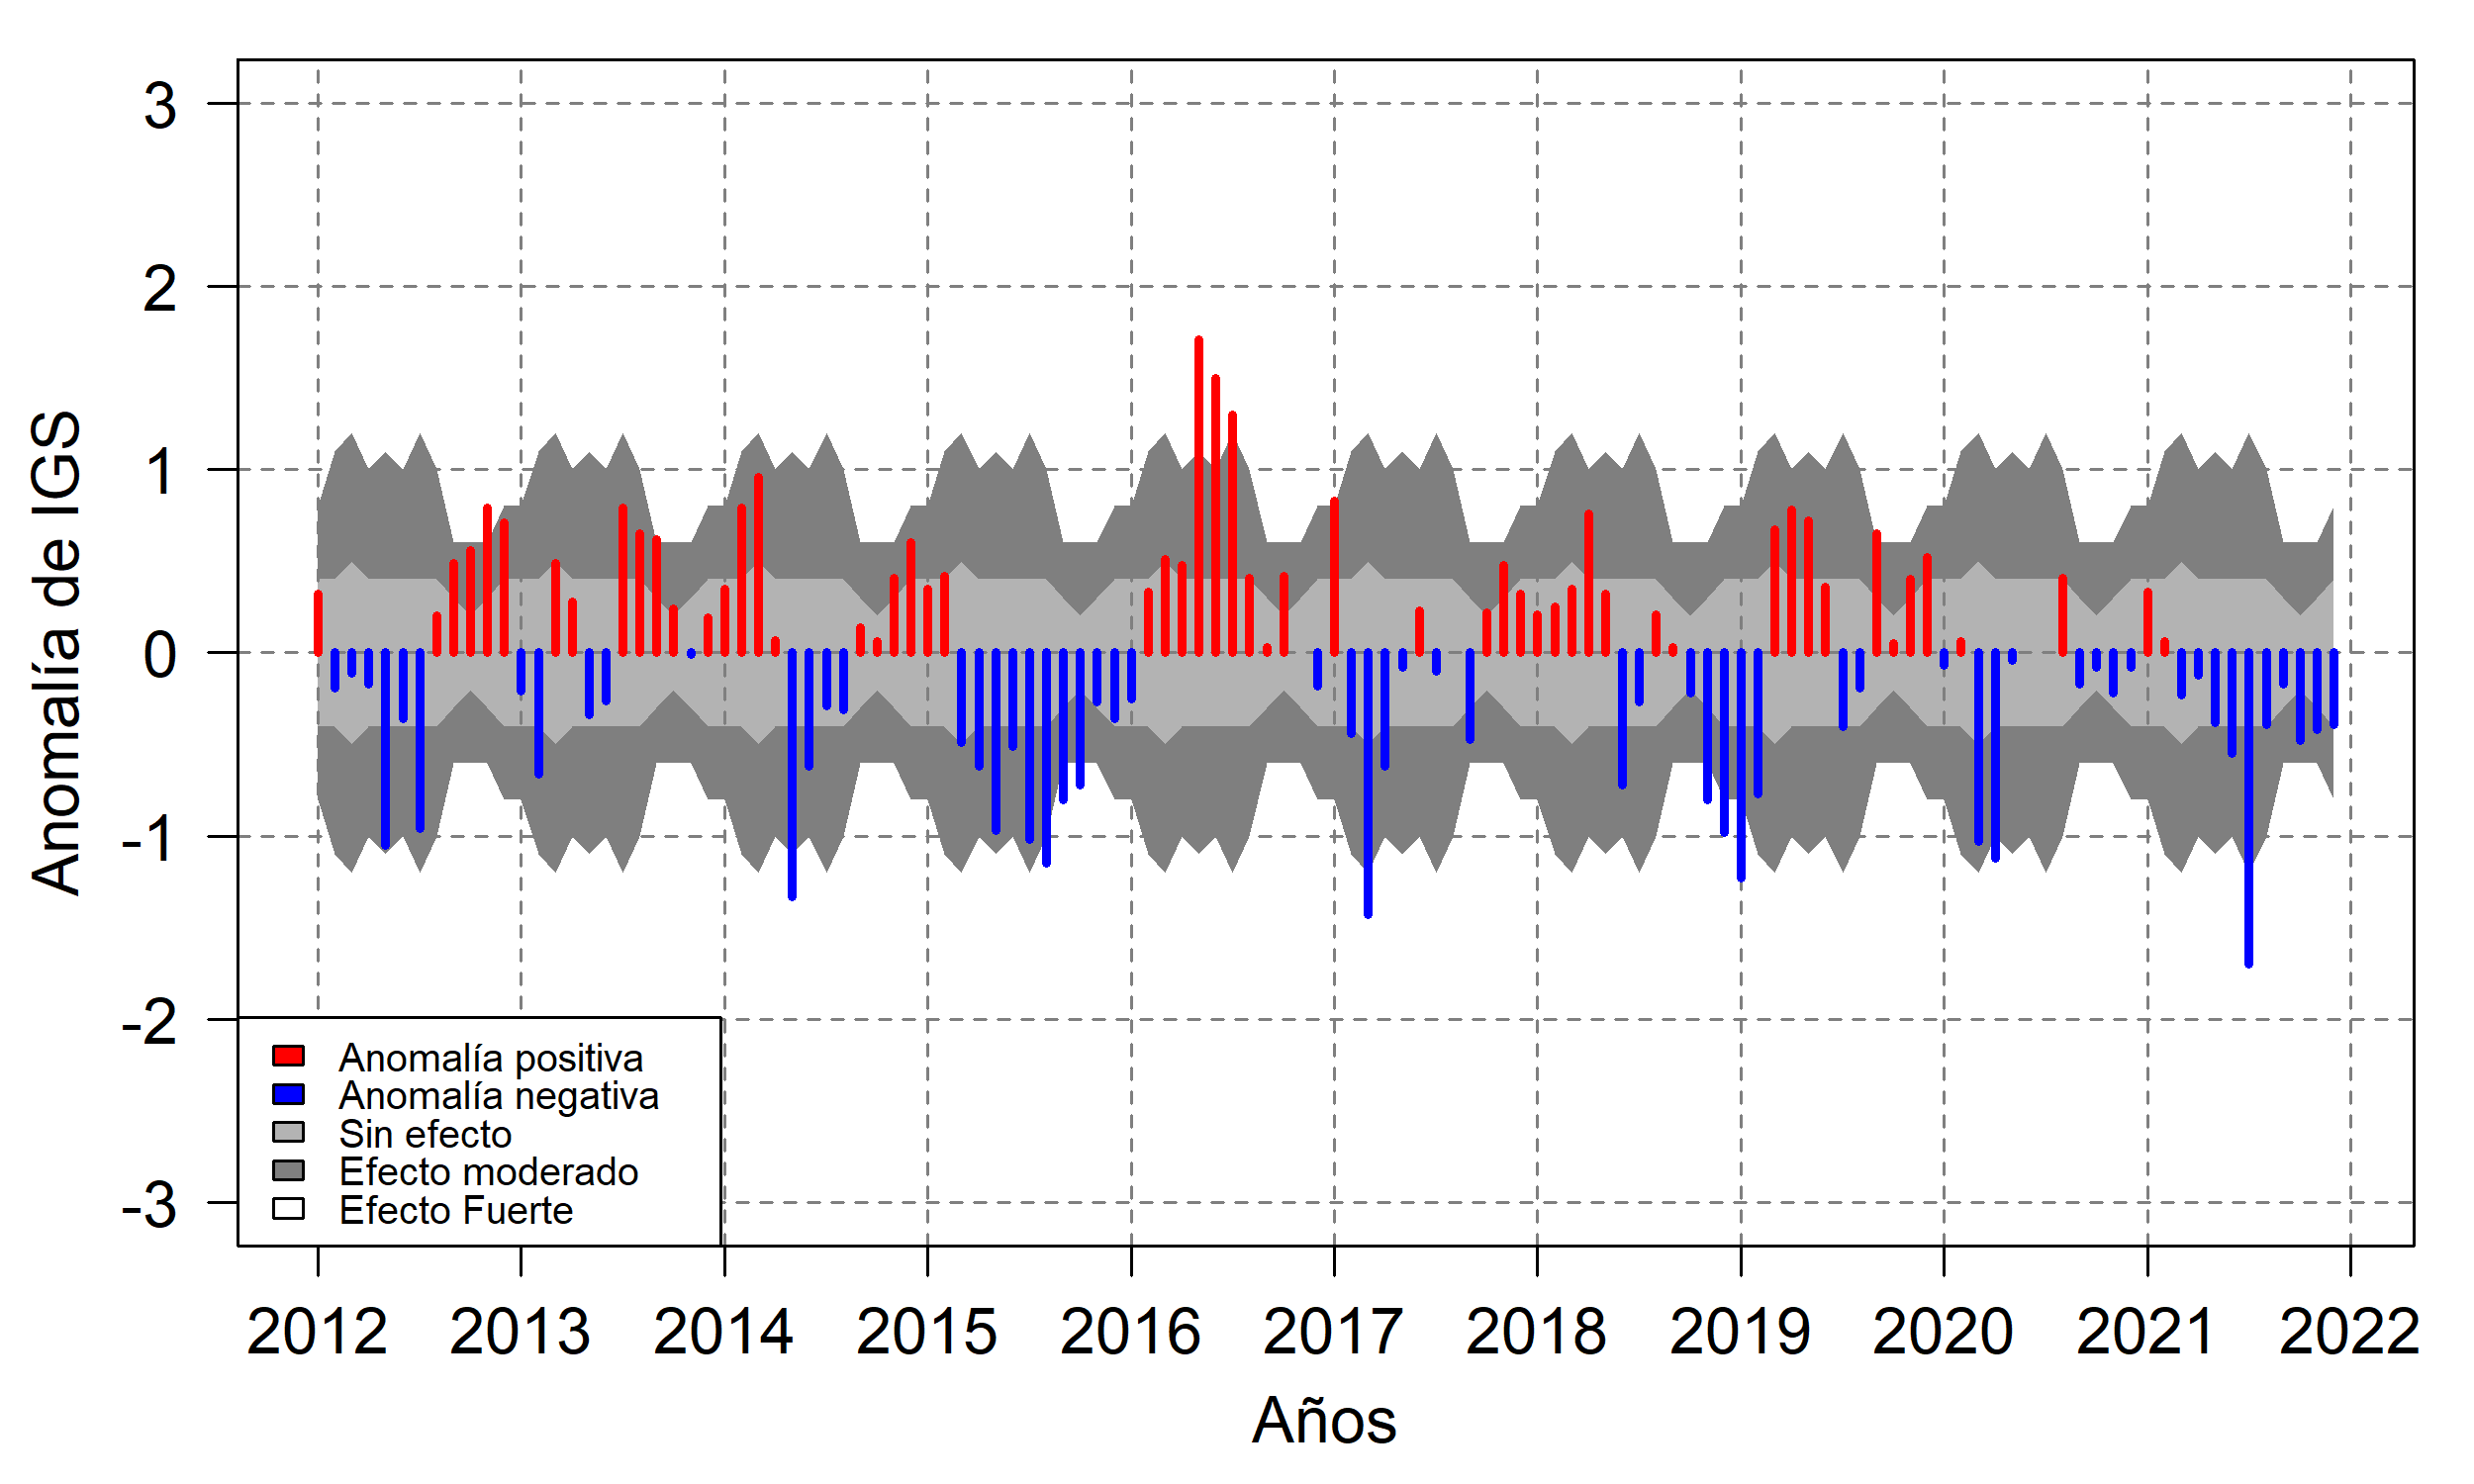 Anomalía de IGS
3
2
1
0
-1
-2
-3
Anomalía positiva
Anomalía negativa
Sin efecto
Efecto moderado
Efecto Fuerte
2012 2013 2014 2015 2016 2017 2018 2019 2020 2021 2022
Años